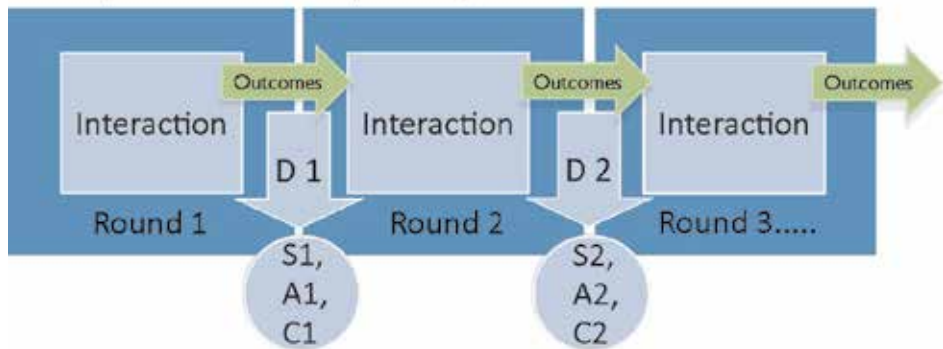 Outcomes
Outcomes
Outcomes
Interaction
Interaction
Interaction
D 1
D 2
Round 1
Round 2
Round 3.....
S1,
A1,
C1
S2,
A2,
C2